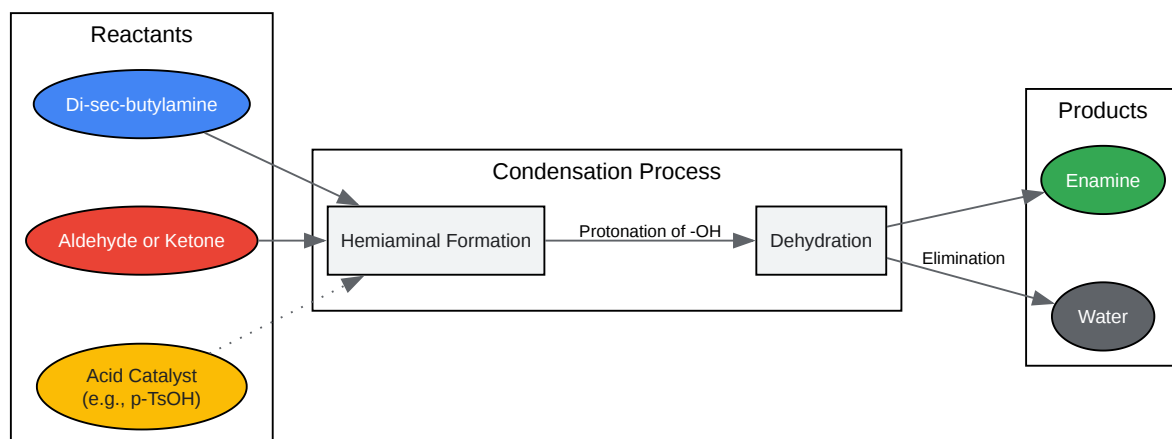 Reactants
Di-sec-butylamine
Aldehyde or Ketone
Acid Catalyst
(e.g., p-TsOH)
Condensation Process
Hemiaminal Formation
Protonation of -OH
Dehydration
Elimination
Products
Enamine
Water